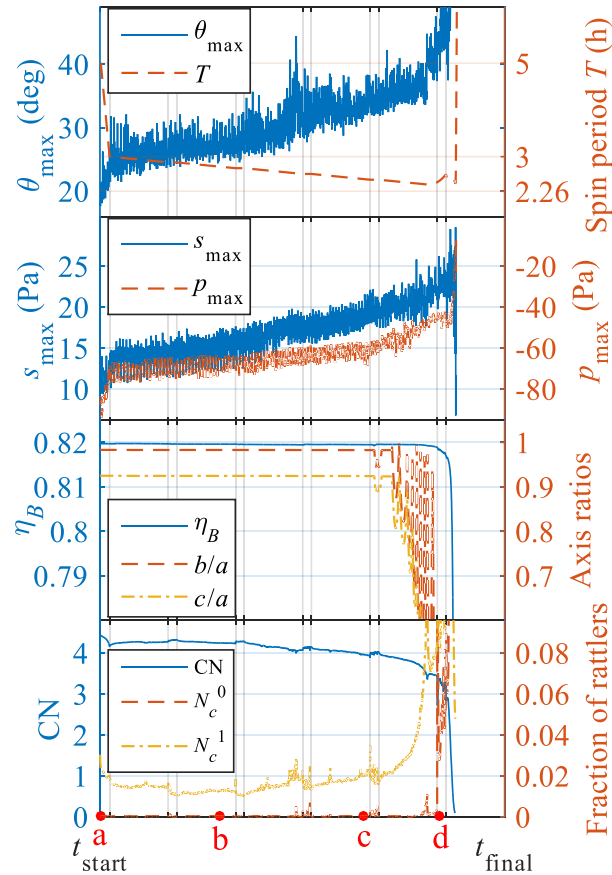 40
30
20
θmax (deg)
θmax
T
5
3
2.26
Spin period T (h)
25
20
15
10
smax (Pa)
smax
pmax
-20
-40
-60
-80
pmax (Pa)
0.82
0.81
0.8
0.79
ηB
ηB
b/a
c/a
1
0.9
0.8
0.7
Axis ratios
4
3
2
1
0
CN
CN
Nc0
Nc1
0.08
0.06
0.04
0.02
0
Fraction of rattlers
a
b
c
d
tstart
tfinal